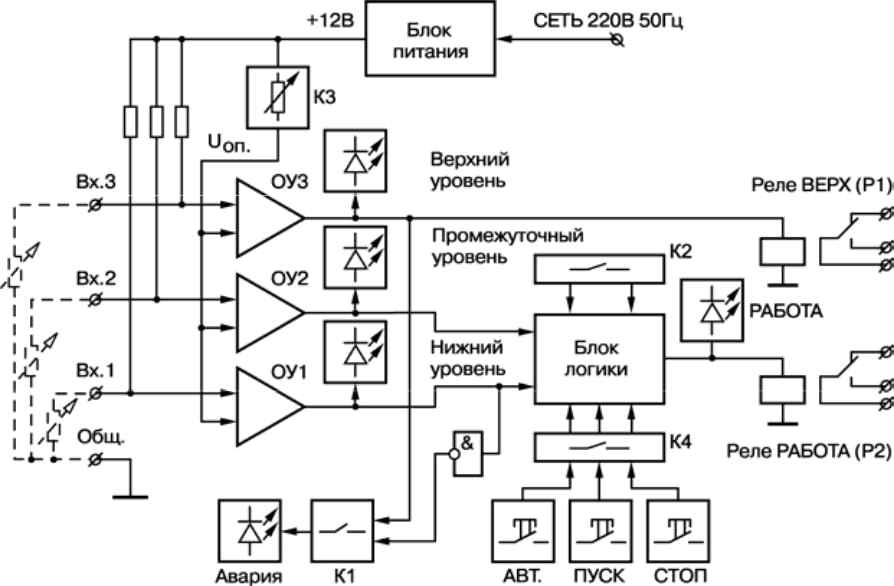 +12В
Блок
питания
СЕТЬ 220В 50Гц
К3
Uоп.
Вх.3
ОУ3
Верхний
уровень
Реле ВЕРХ (Р1)
Промежуточный
уровень
К2
Вх.2
ОУ2
РАБОТА
Блок
логики
Нижний
уровень
Вх.1
ОУ1
Общ.
&
К4
Реле РАБОТА (Р2)
Авария
К1
АВТ.
ПУСК
СТОП